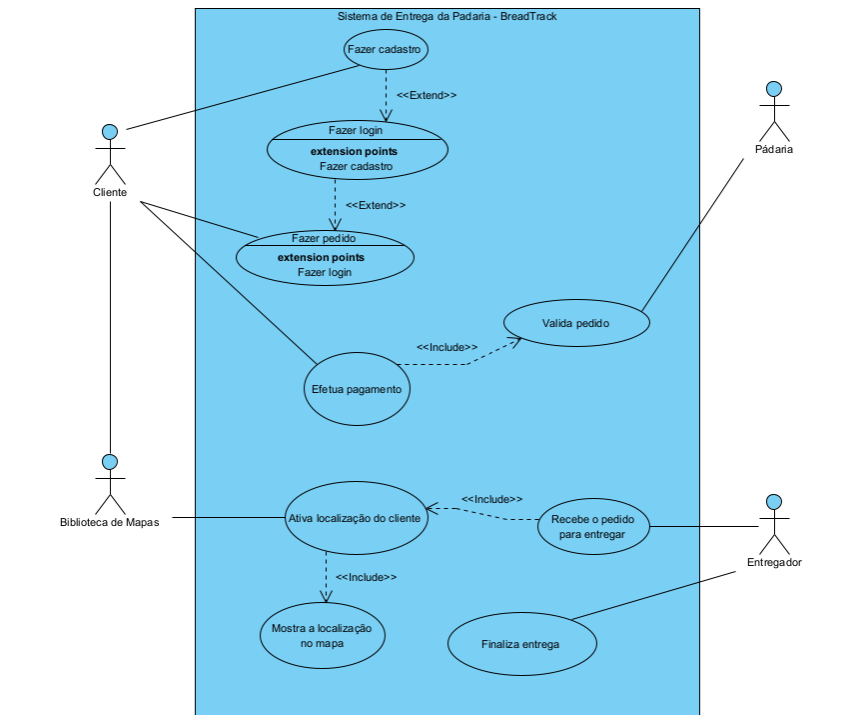 Sistema de Entrega da Padaria - BreadTrack
Fazer cadastro
<<Extend>>
Fazer login
extension points
Fazer cadastro
Cliente
Pádaria
<<Extend>>
Fazer pedido
extension points
Fazer login
Valida pedido
<<Include>>
Efetua pagamento
Biblioteca de Mapas
Ativa localização do cliente
<<Include>>
Recebe o pedido
para entregar
Entregador
<<Include>>
Mostra a localização
no mapa
Finaliza entrega